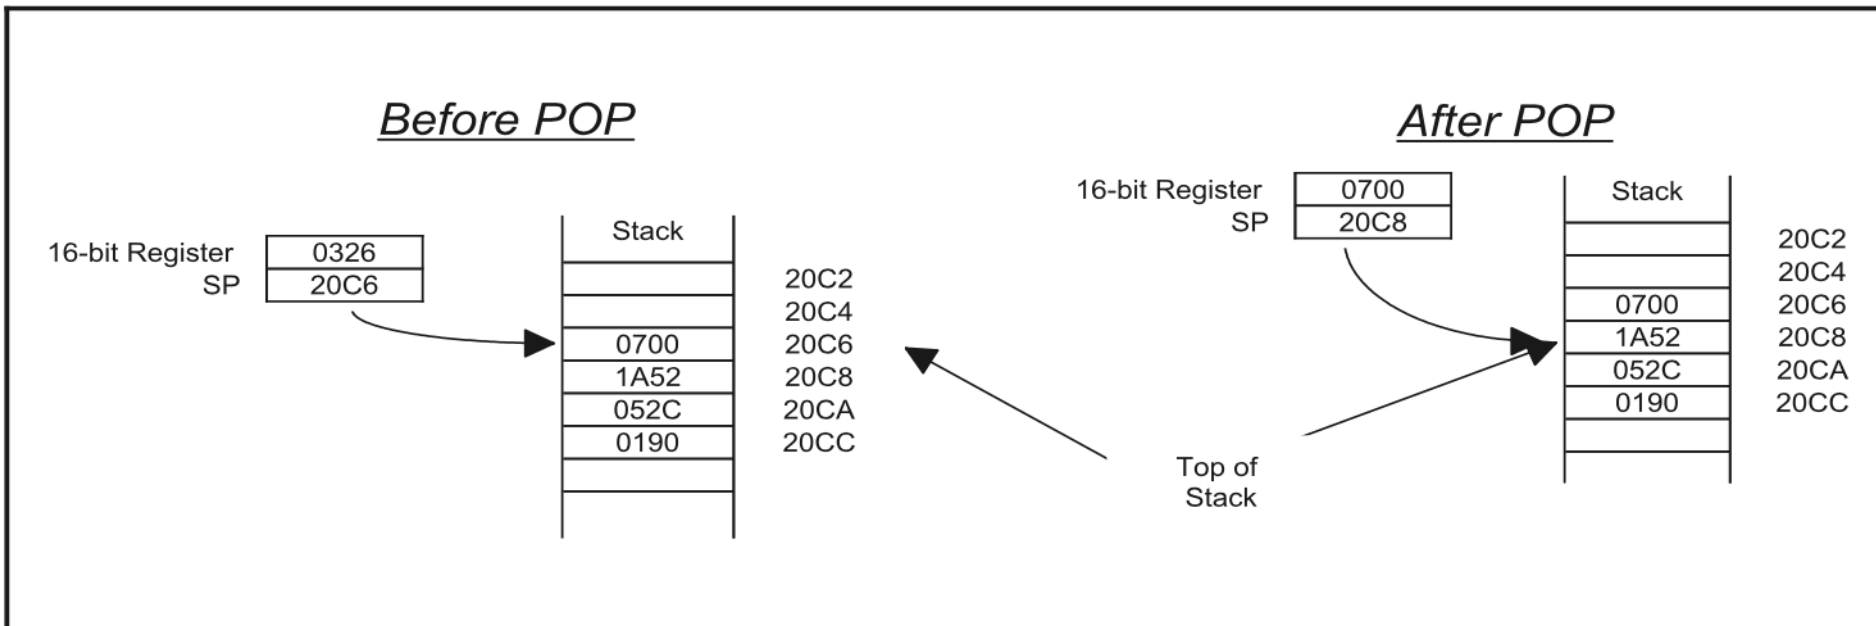 Before POP
16-bit Register 0326
SP 20C6
Stack
20C2
20C4
0700 20C6
1A52 20C8
052C 20CA
0190 20CC
Top of
Stack
After POP
16-bit Register 0700
SP 20C8
Stack
20C2
20C4
0700 20C6
1A52 20C8
052C 20CA
0190 20CC